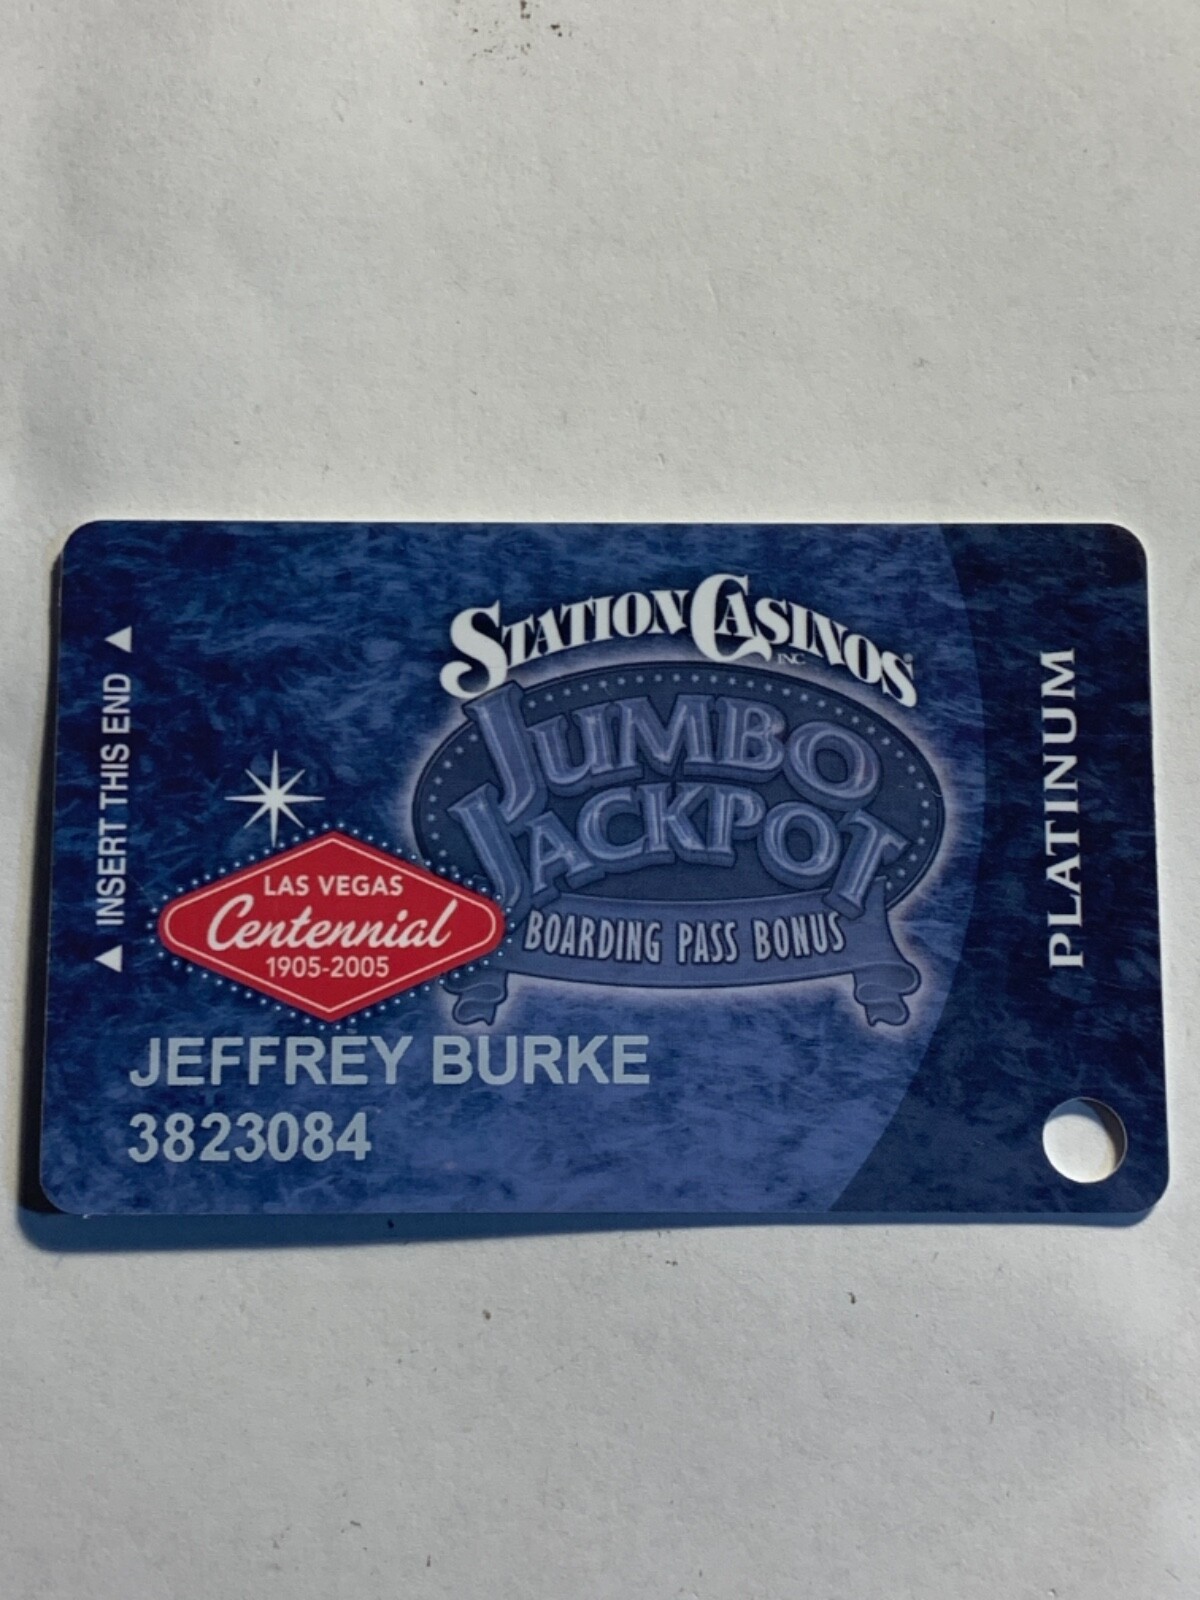 STATION CASINOS
INC
JUMBO
JACKPOT
BOARDING PASS BONUS
PLATINUM
▲ INSERT THIS END ▲
LAS VEGAS
Centennial
1905-2005
JEFFREY BURKE
3823084